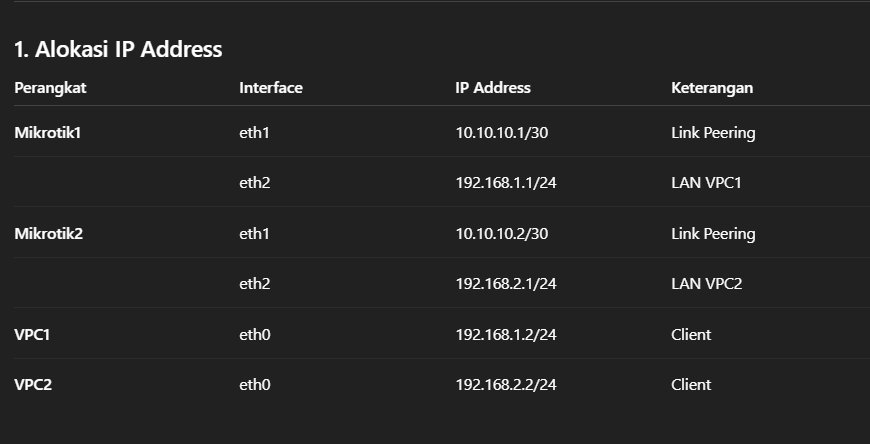 1. Alokasi IP Address
Perangkat Interface IP Address Keterangan
Mikrotik1 eth1 10.10.10.1/30 Link Peering
eth2 192.168.1.1/24 LAN VPC1
Mikrotik2 eth1 10.10.10.2/30 Link Peering
eth2 192.168.2.1/24 LAN VPC2
VPC1 eth0 192.168.1.2/24 Client
VPC2 eth0 192.168.2.2/24 Client